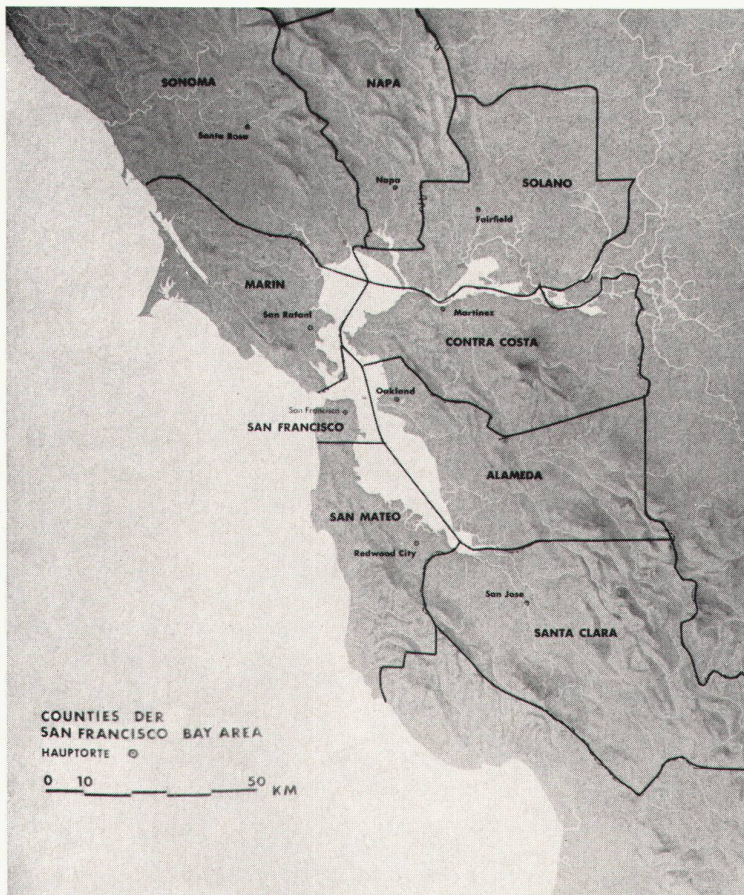 SONOMA
NAPA
Santa Rosa
Napa
SOLANO
Fairfield
MARIN
San Rafael
Martinez
CONTRA COSTA
Oakland
San Francisco
SAN FRANCISCO
ALAMEDA
SAN MATEO
Redwood City
San Jose
SANTA CLARA
COUNTIES DER
SAN FRANCISCO BAY AREA
HAUPTORTE
0 10 50 KM